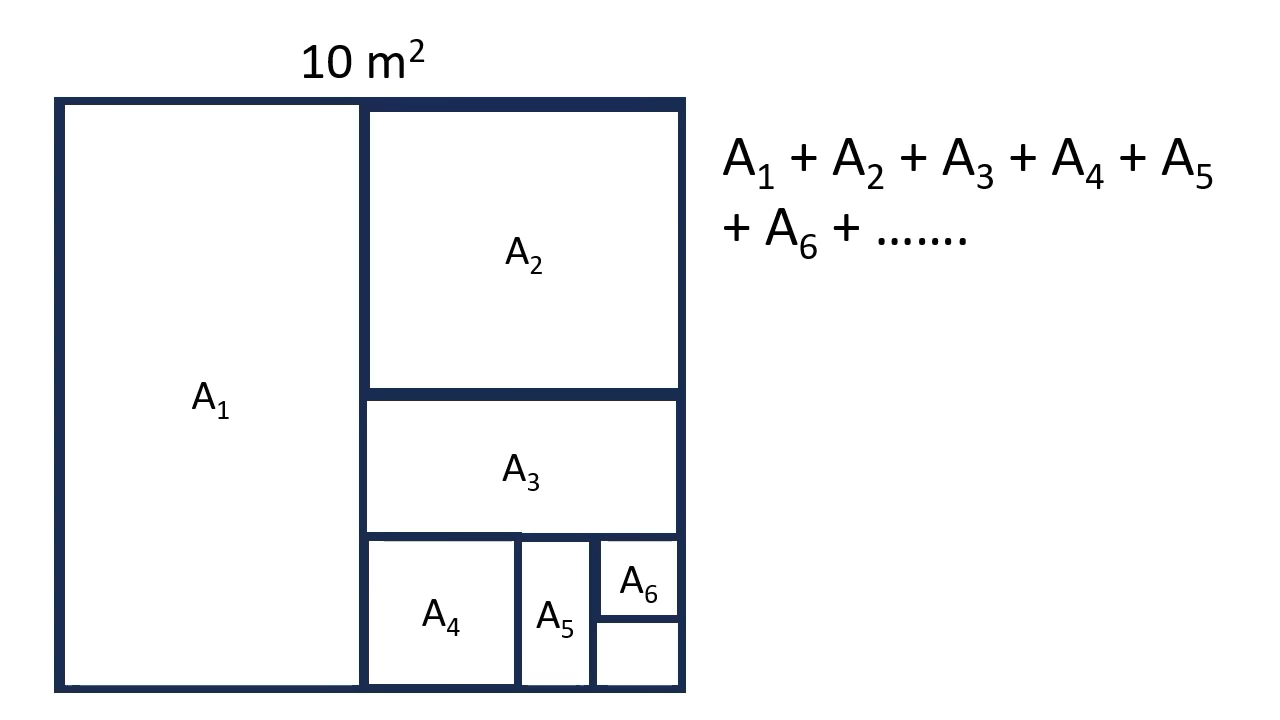 10 m²
A₁ + A₂ + A₃ + A₄ + A₅
+ A₆ + .......
A₁
A₂
A₃
A₄
A₅
A₆